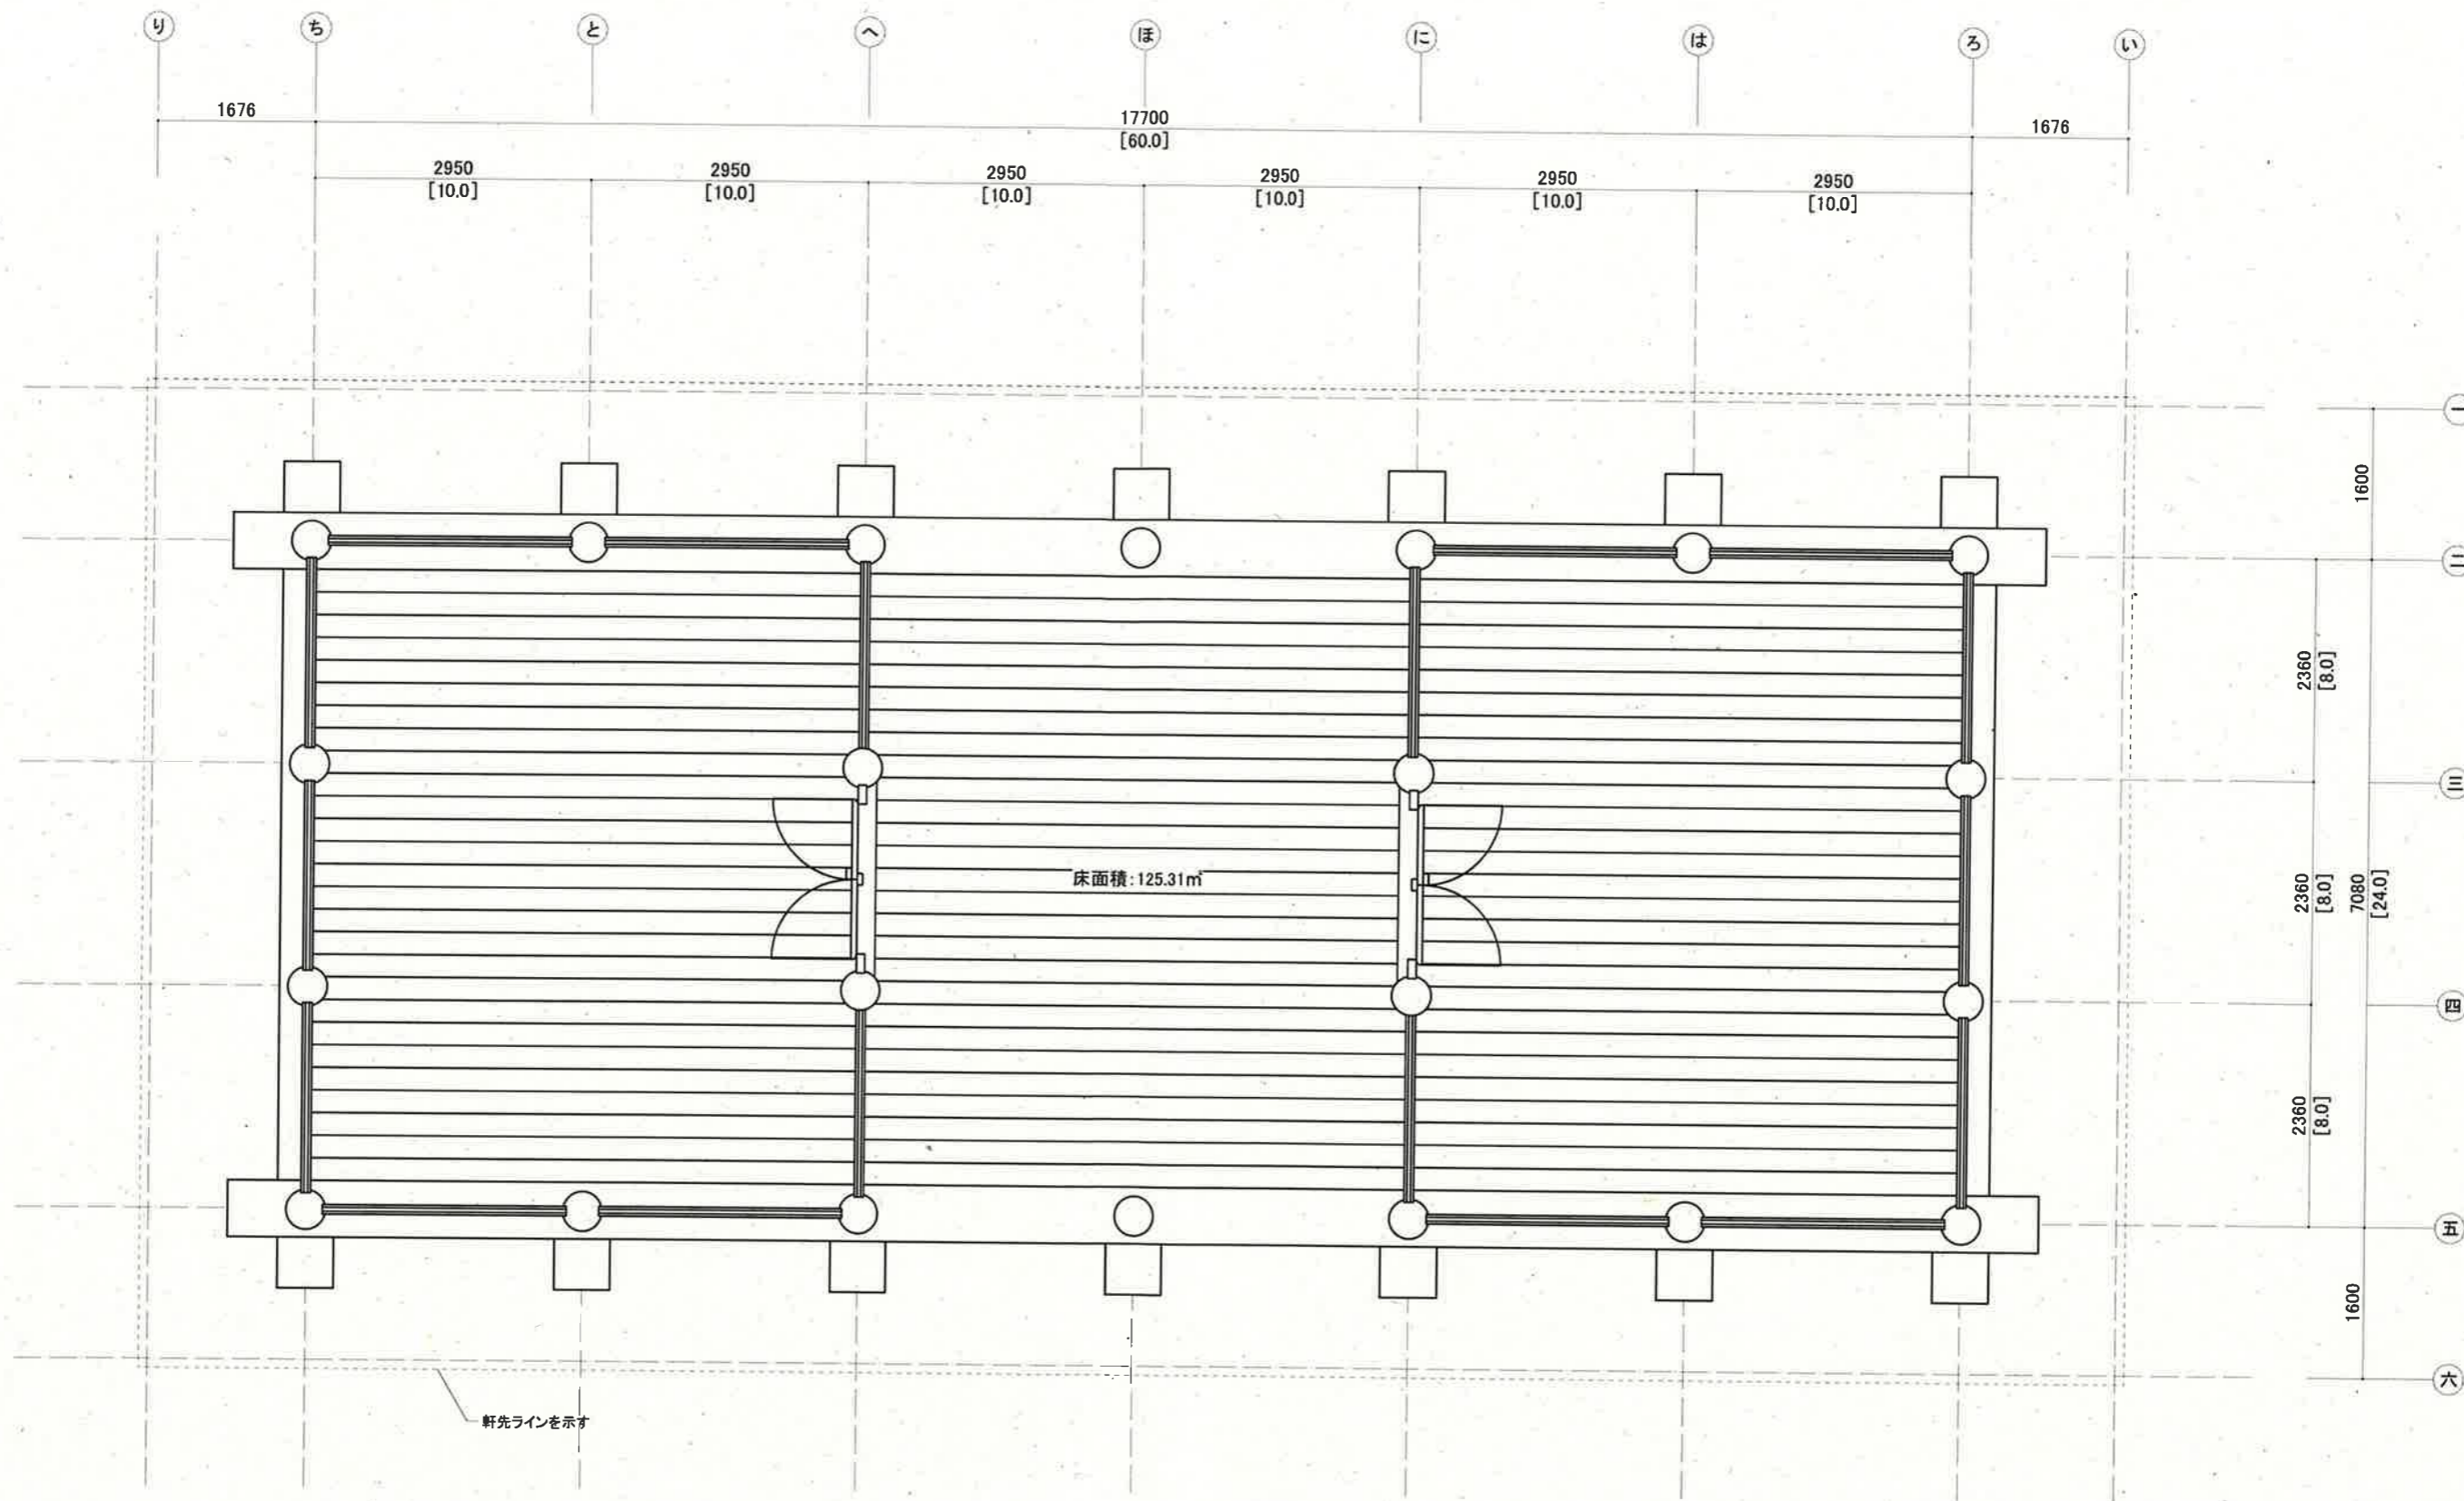 り
ち
と
へ
ほ
に
は
ろ
い
1676
17700
[60.0]
1676
2950
[10.0]
2950
[10.0]
2950
[10.0]
2950
[10.0]
2950
[10.0]
2950
[10.0]
一
1600
二
2360
[8.0]
三
床面積:125.31㎡
2360
[8.0]
7080
[24.0]
四
2360
[8.0]
五
1600
六
軒先ラインを示す